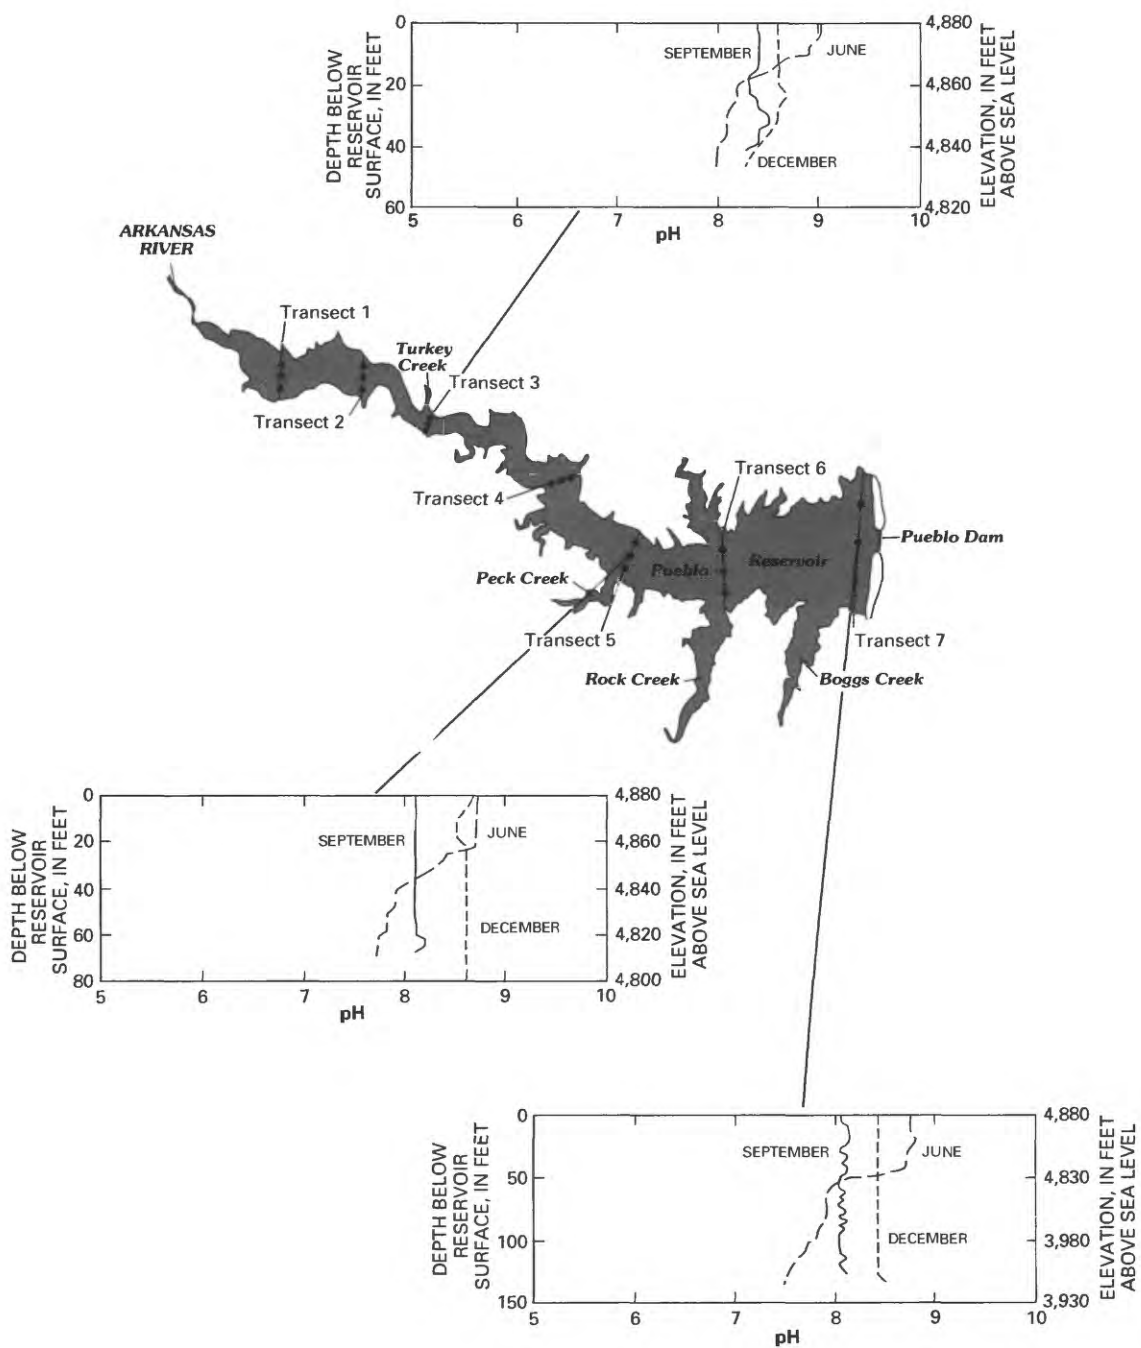 DEPTH BELOW
RESERVOIR
SURFACE, IN FEET
0
20
40
60
SEPTEMBER
JUNE
DECEMBER
4,880
4,860
4,840
4,820
ELEVATION, IN FEET
ABOVE SEA LEVEL
5
6
7
8
9
10
pH
ARKANSAS
RIVER
Transect 1
Turkey
Creek
Transect 3
Transect 2
Transect 6
Transect 4
Pueblo Dam
Pueblo
Reservoir
Peck Creek
Transect 5
Transect 7
Rock Creek
Boggs Creek
DEPTH BELOW
RESERVOIR
SURFACE, IN FEET
0
20
40
60
80
SEPTEMBER
JUNE
DECEMBER
4,880
4,860
4,840
4,820
4,800
ELEVATION, IN FEET
ABOVE SEA LEVEL
5
6
7
8
9
10
pH
DEPTH BELOW
RESERVOIR
SURFACE, IN FEET
0
50
100
150
SEPTEMBER
JUNE
DECEMBER
4,880
4,830
3,980
3,930
ELEVATION, IN FEET
ABOVE SEA LEVEL
5
6
7
8
9
10
pH